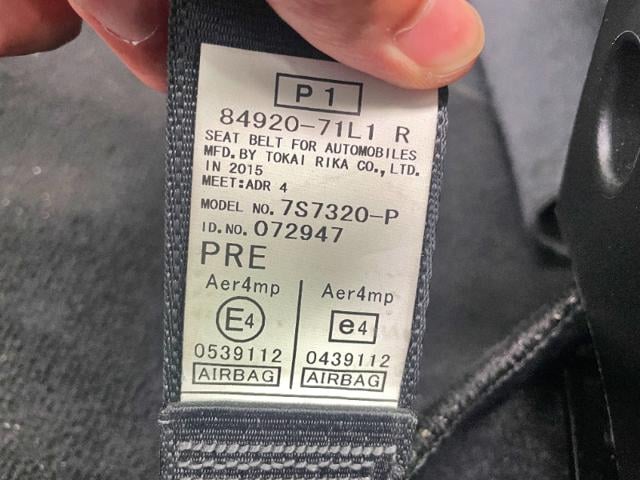 P1
84920-71L1 R
SEAT BELT FOR AUTOMOBILES
MFD. BY TOKAI RIKA CO., LTD.
IN 2015
MEET:ADR 4
MODEL NO. 7S7320-P
ID.NO. 072947
PRE
Aer4mp Aer4mp
E4 e4
0539112 0439112
AIRBAG AIRBAG